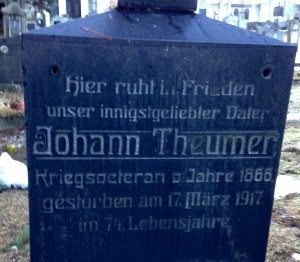 Hier ruht in Frieden
unser innigstgeliebter Vater
Johann Theumer
Kriegsveteran v Jahre 1866
gestorben am 17. März 1917
im 74. Lebensjahre.